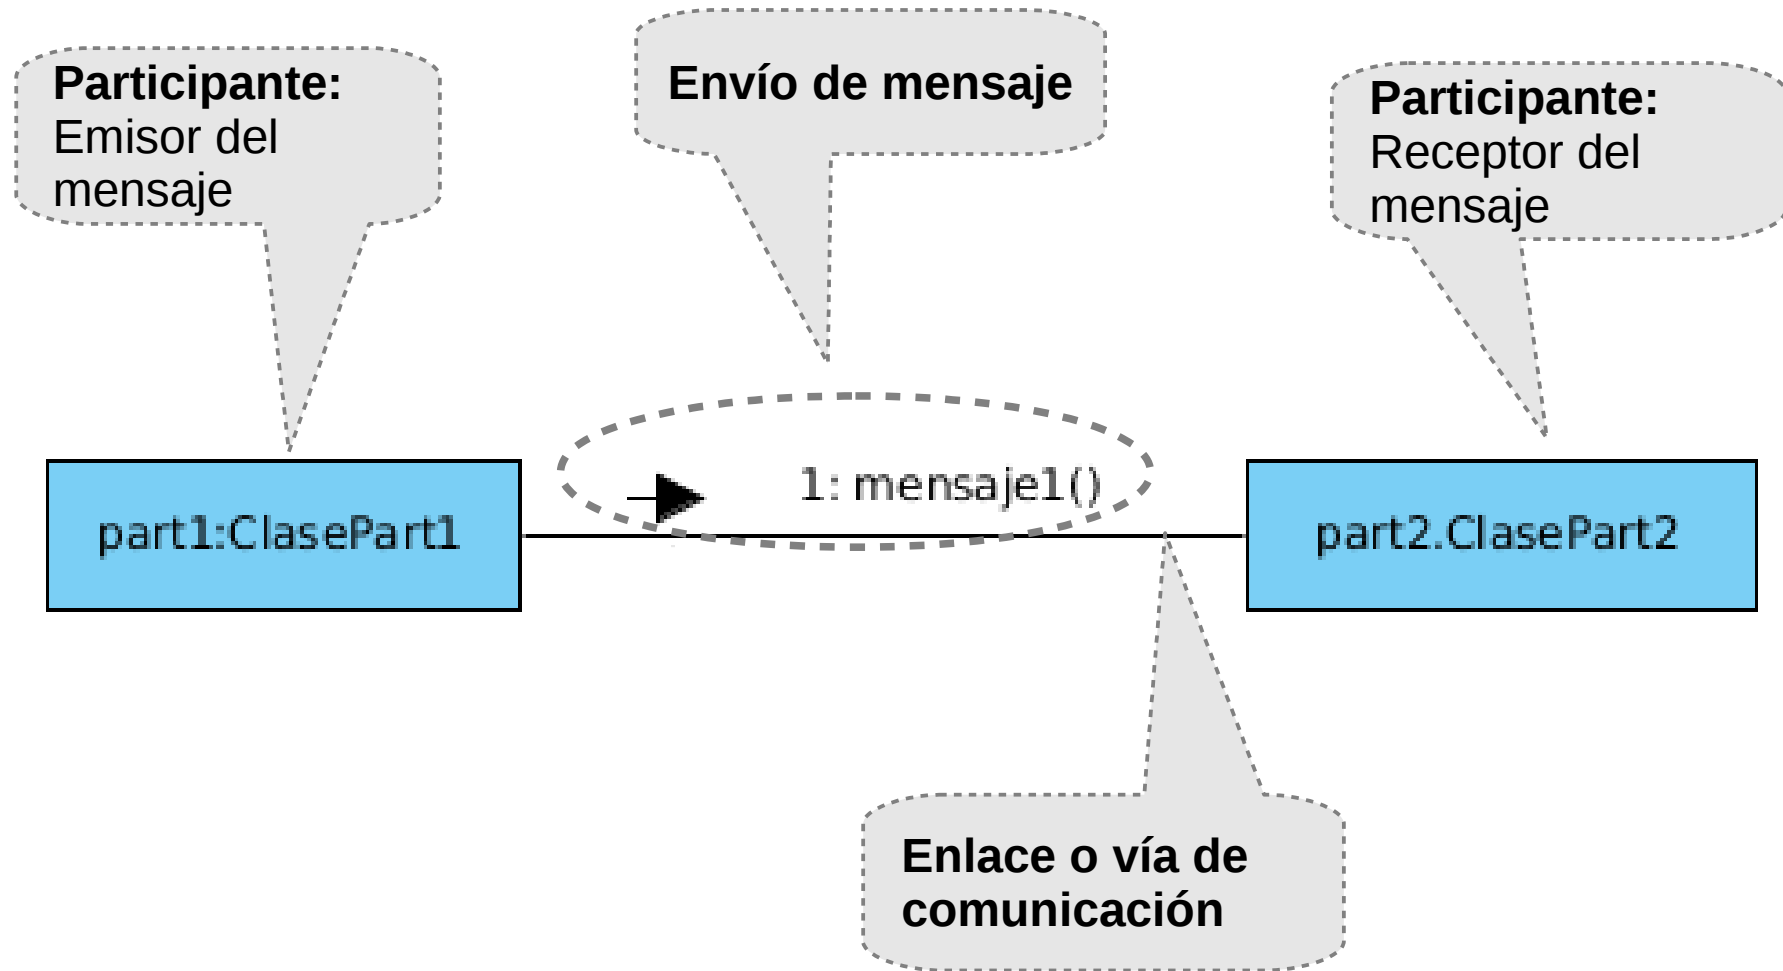 Participante:
Emisor del
mensaje
Envío de mensaje
Participante:
Receptor del
mensaje
1: mensaje1()
part1:ClasePart1
part2.ClasePart2
Enlace o vía de
comunicación